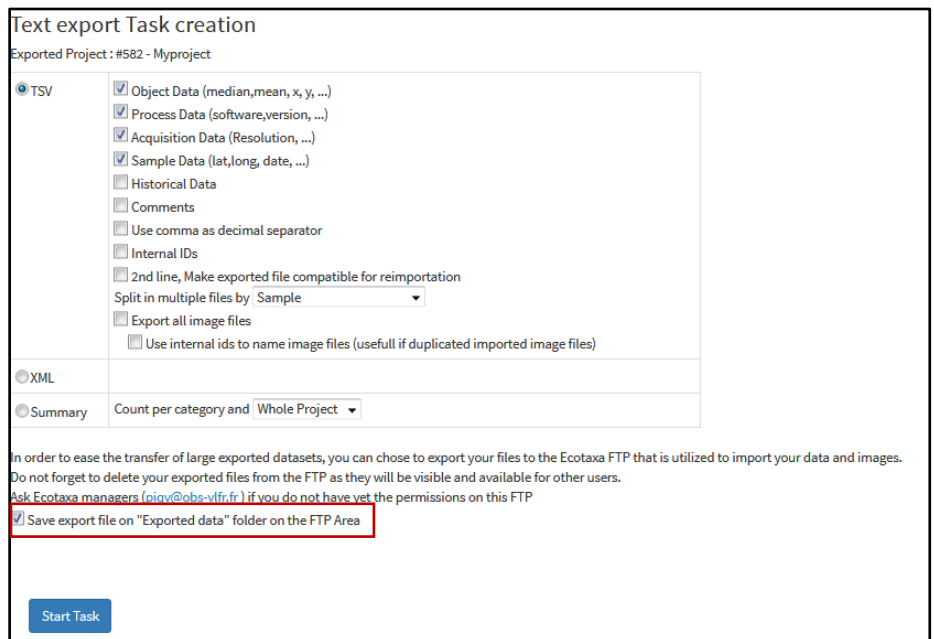 Text export Task creation
Exported Project : #582 - Myproject
TSV
Object Data (median,mean, x, y, ...)
Process Data (software,version, ...)
Acquisition Data (Resolution, ...)
Sample Data (lat,long, date, ...)
Historical Data
Comments
Use comma as decimal separator
Internal IDs
2nd line, Make exported file compatible for reimportation
Split in multiple files by Sample
Export all image files
Use internal ids to name image files (usefull if duplicated imported image files)
XML
Summary Count per category and Whole Project
In order to ease the transfer of large exported datasets, you can chose to export your files to the Ecotaxa FTP that is utilized to import your data and images.
Do not forget to delete your exported files from the FTP as they will be visible and available for other users.
Ask Ecotaxa managers (piqv@obs-vlfr.fr ) if you do not have yet the permissions on this FTP
Save export file on "Exported data" folder on the FTP Area
Start Task